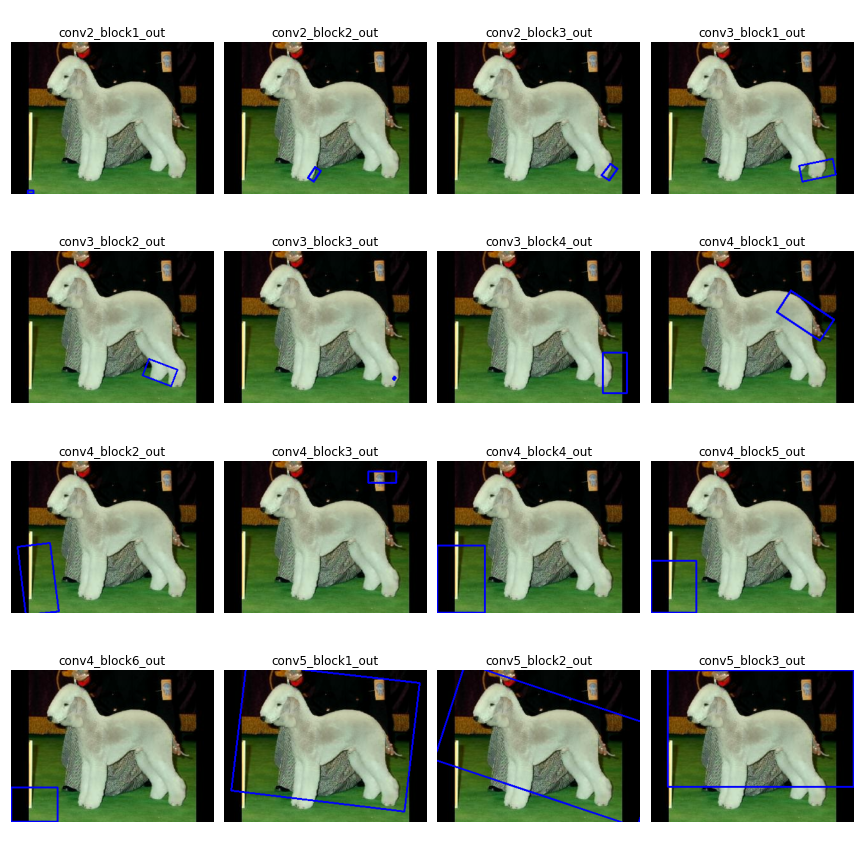 conv2_block1_out
conv2_block2_out
conv2_block3_out
conv3_block1_out
conv3_block2_out
conv3_block3_out
conv3_block4_out
conv4_block1_out
conv4_block2_out
conv4_block3_out
conv4_block4_out
conv4_block5_out
conv4_block6_out
conv5_block1_out
conv5_block2_out
conv5_block3_out